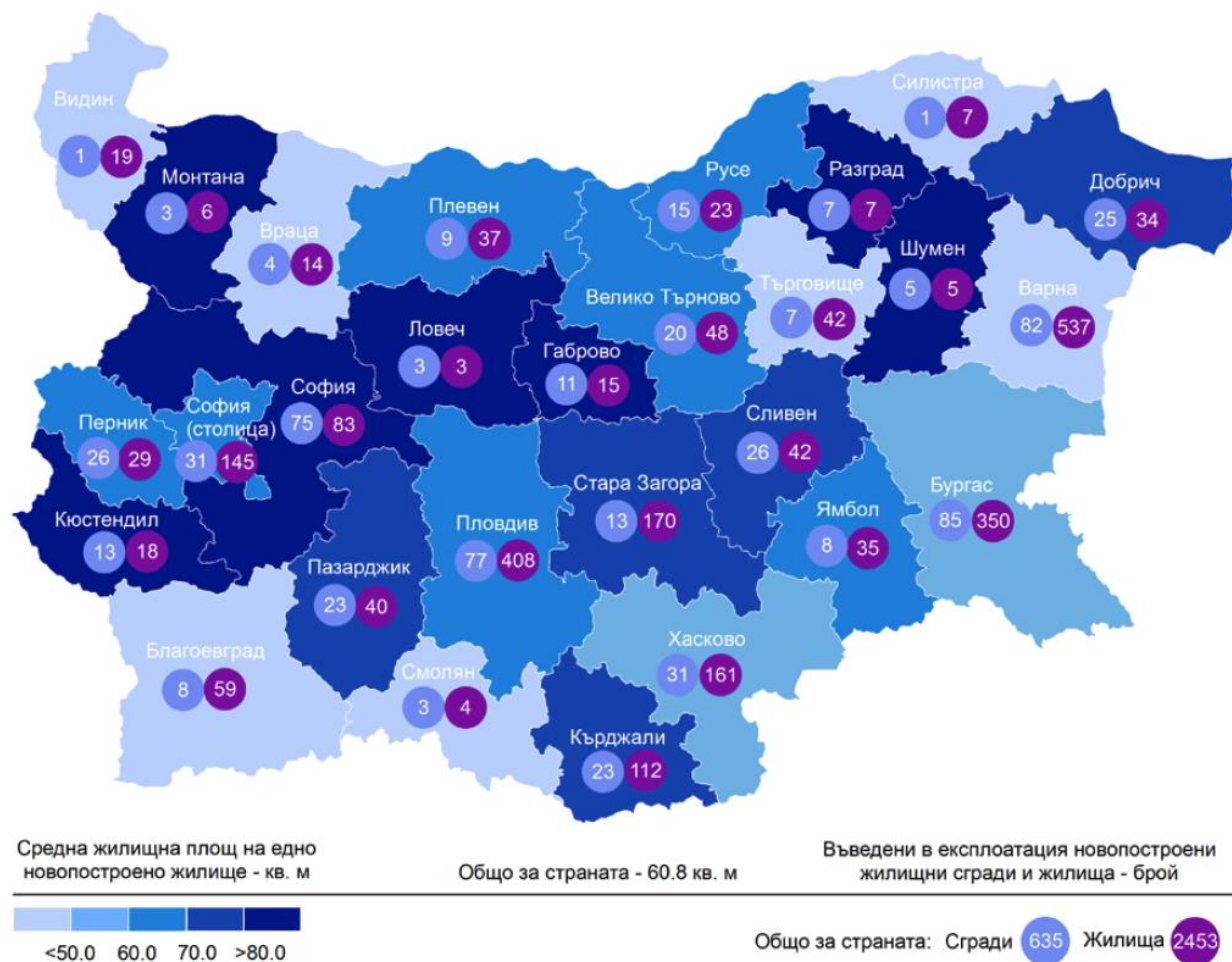 Видин
1 19
Монтана
3 6
Враца
4 14
Плевен
9 37
Русе
15 23
Разград
7 7
Силистра
1 7
Добрич
25 34
Шумен
5 5
Варна
82 537
Търговище
7 42
Велико Търново
20 48
Ловеч
3 3
Габрово
11 15
София
75 83
София
(столица)
31 145
Перник
26 29
Кюстендил
13 18
Сливен
26 42
Стара Загора
13 170
Ямбол
8 35
Бургас
85 350
Пловдив
77 408
Пазарджик
23 40
Благоевград
8 59
Смолян
3 4
Хасково
31 161
Кърджали
23 112
Средна жилищна площ на едно
новопостроено жилище - кв. м
Общо за страната - 60.8 кв. м
Въведени в експлоатация новопостроени
жилищни сгради и жилища - брой
<50.0 60.0 70.0 >80.0
Общо за страната: Сгради 635 Жилища 2453